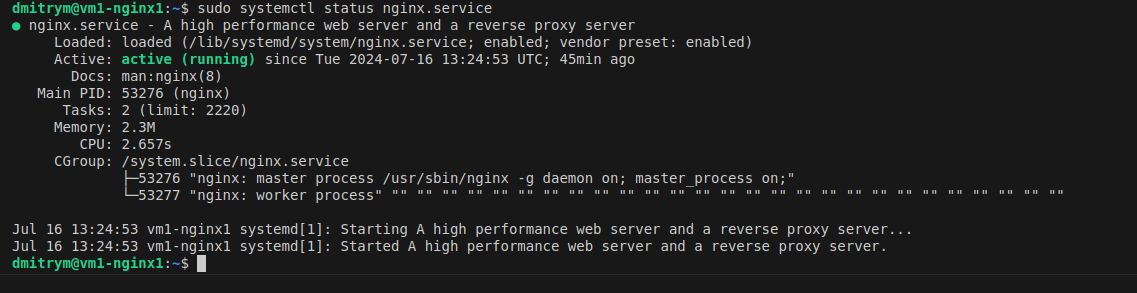 dmitrym@vm1-nginx1:~$ sudo systemctl status nginx.service
● nginx.service - A high performance web server and a reverse proxy server
     Loaded: loaded (/lib/systemd/system/nginx.service; enabled; vendor preset: enabled)
     Active: active (running) since Tue 2024-07-16 13:24:53 UTC; 45min ago
       Docs: man:nginx(8)
   Main PID: 53276 (nginx)
      Tasks: 2 (limit: 2220)
     Memory: 2.3M
        CPU: 2.657s
     CGroup: /system.slice/nginx.service
             ├─53276 "nginx: master process /usr/sbin/nginx -g daemon on; master_process on;"
             └─53277 "nginx: worker process" "" "" "" "" "" "" "" "" "" "" "" "" "" "" "" "" "" "" "" "" "" "" "" "" "" "" ""

Jul 16 13:24:53 vm1-nginx1 systemd[1]: Starting A high performance web server and a reverse proxy server...
Jul 16 13:24:53 vm1-nginx1 systemd[1]: Started A high performance web server and a reverse proxy server.
dmitrym@vm1-nginx1:~$